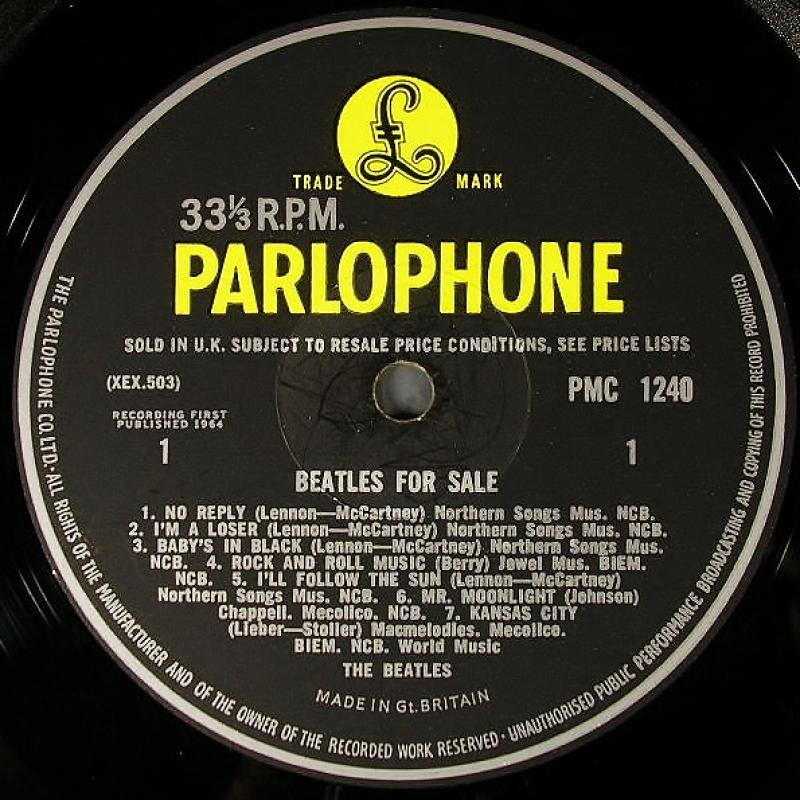 £
TRADE MARK
33⅓ R.P.M.
PARLOPHONE
SOLD IN U.K. SUBJECT TO RESALE PRICE CONDITIONS, SEE PRICE LISTS
(XEX.503)
PMC 1240
RECORDING FIRST
PUBLISHED 1964
1
1
BEATLES FOR SALE
1. NO REPLY (Lennon—McCartney) Northern Songs Mus. NCB.
2. I'M A LOSER (Lennon—McCartney) Northern Songs Mus. NCB.
3. BABY'S IN BLACK (Lennon—McCartney) Northern Songs Mus.
NCB. 4. ROCK AND ROLL MUSIC (Berry) Jewel Mus. BIEM.
NCB. 5. I'LL FOLLOW THE SUN (Lennon—McCartney)
Northern Songs Mus. NCB. 6. MR. MOONLIGHT (Johnson)
Chappell. Mecolico. NCB. 7. KANSAS CITY
(Lieber—Stoller) Macmelodies. Mecolico.
BIEM. NCB. World Music
THE BEATLES
MADE IN Gt. BRITAIN
THE PARLOPHONE CO. LTD. · ALL RIGHTS OF THE MANUFACTURER AND OF THE OWNER OF THE RECORDED WORK RESERVED · UNAUTHORISED PUBLIC PERFORMANCE BROADCASTING AND COPYING OF THIS RECORD PROHIBITED